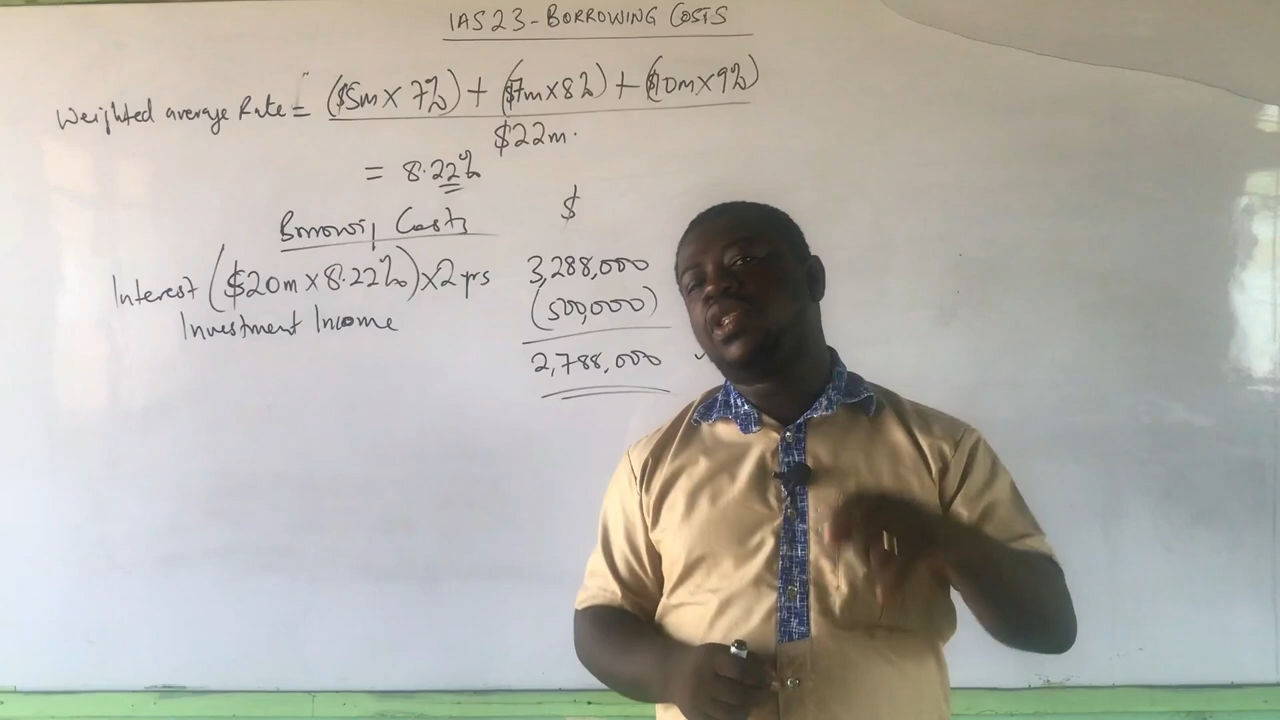 IAS 23 - BORROWING COSTS
Weighted average Rate = ($5m x 7%) + ($7m x 8%) + ($10m x 9%)
$22m.
= 8.22%
Borrowing Costs $
Interest ($20m x 8.22%) x 2 yrs 3,288,000
Investment Income (500,000)
2,788,000